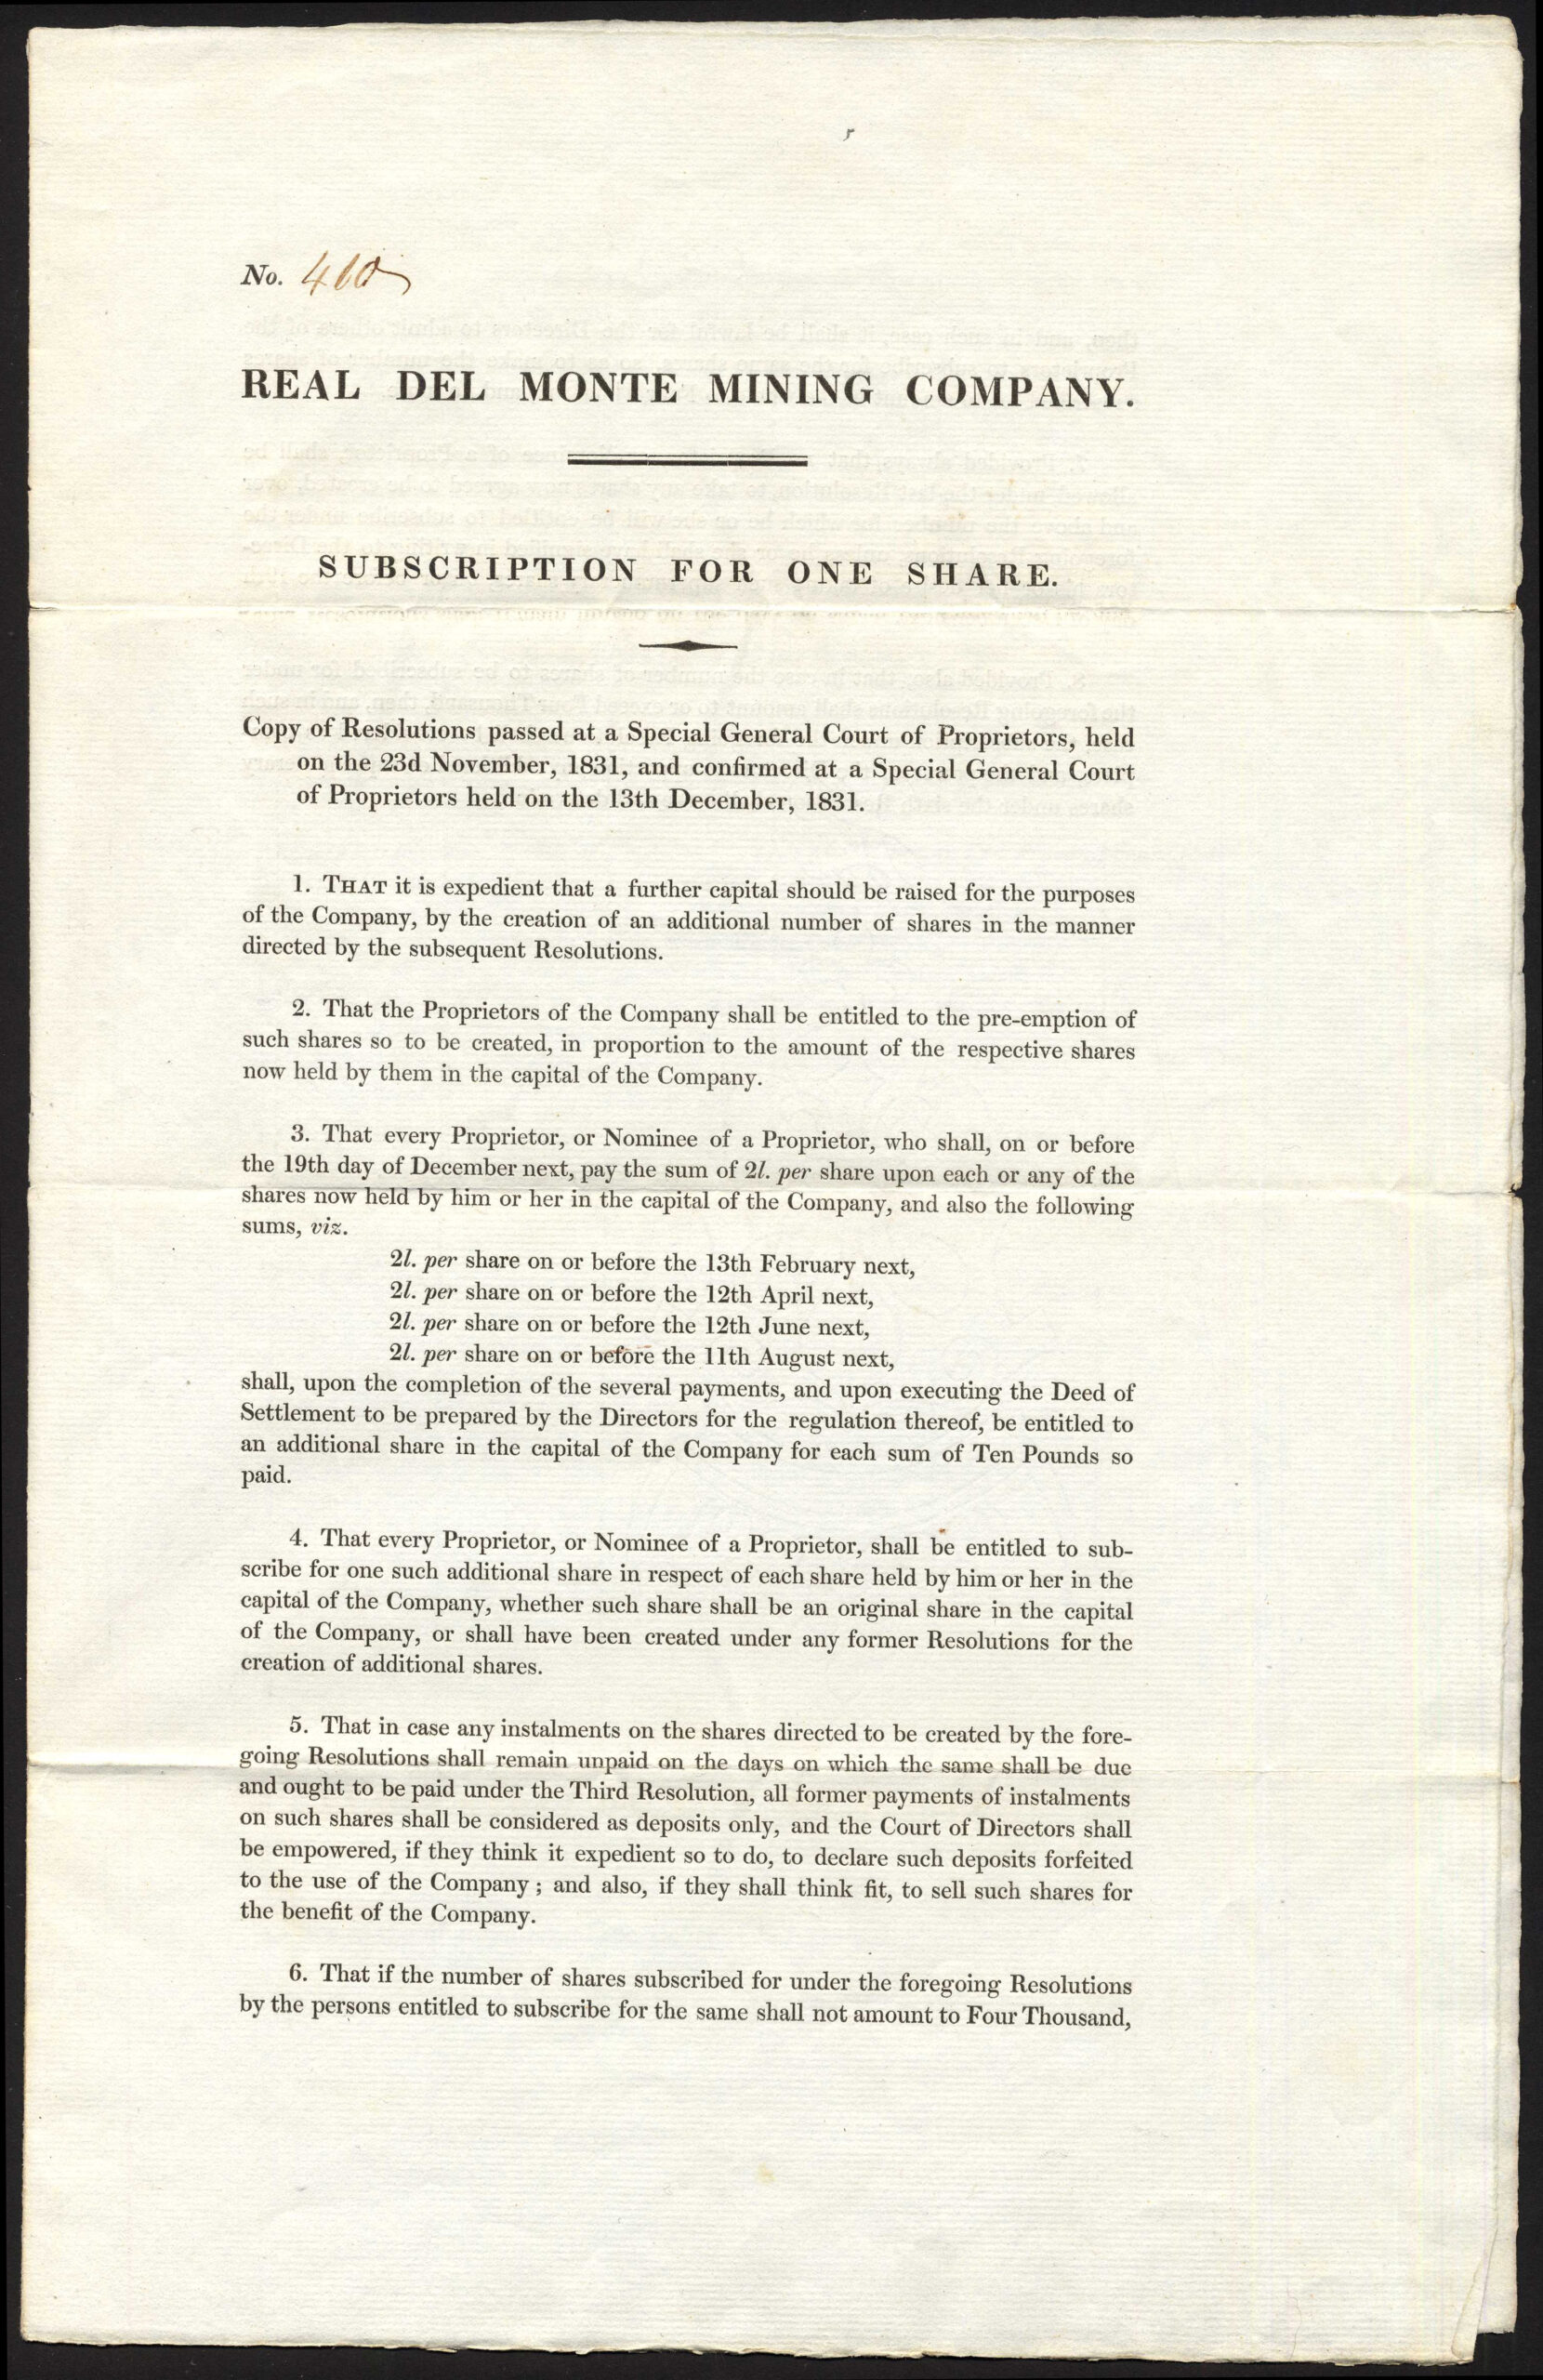 No. 460
REAL DEL MONTE MINING COMPANY.
SUBSCRIPTION FOR ONE SHARE.
Copy of Resolutions passed at a Special General Court of Proprietors, held
on the 23d November, 1831, and confirmed at a Special General Court
of Proprietors held on the 13th December, 1831.
1. THAT it is expedient that a further capital should be raised for the purposes
of the Company, by the creation of an additional number of shares in the manner
directed by the subsequent Resolutions.
2. That the Proprietors of the Company shall be entitled to the pre-emption of
such shares so to be created, in proportion to the amount of the respective shares
now held by them in the capital of the Company.
3. That every Proprietor, or Nominee of a Proprietor, who shall, on or before
the 19th day of December next, pay the sum of 2l. per share upon each or any of the
shares now held by him or her in the capital of the Company, and also the following
sums, viz.
2l. per share on or before the 13th February next,
2l. per share on or before the 12th April next,
2l. per share on or before the 12th June next,
2l. per share on or before the 11th August next,
shall, upon the completion of the several payments, and upon executing the Deed of
Settlement to be prepared by the Directors for the regulation thereof, be entitled to
an additional share in the capital of the Company for each sum of Ten Pounds so
paid.
4. That every Proprietor, or Nominee of a Proprietor, shall be entitled to sub-
scribe for one such additional share in respect of each share held by him or her in the
capital of the Company, whether such share shall be an original share in the capital
of the Company, or shall have been created under any former Resolutions for the
creation of additional shares.
5. That in case any instalments on the shares directed to be created by the fore-
going Resolutions shall remain unpaid on the days on which the same shall be due
and ought to be paid under the Third Resolution, all former payments of instalments
on such shares shall be considered as deposits only, and the Court of Directors shall
be empowered, if they think it expedient so to do, to declare such deposits forfeited
to the use of the Company ; and also, if they shall think fit, to sell such shares for
the benefit of the Company.
6. That if the number of shares subscribed for under the foregoing Resolutions
by the persons entitled to subscribe for the same shall not amount to Four Thousand,